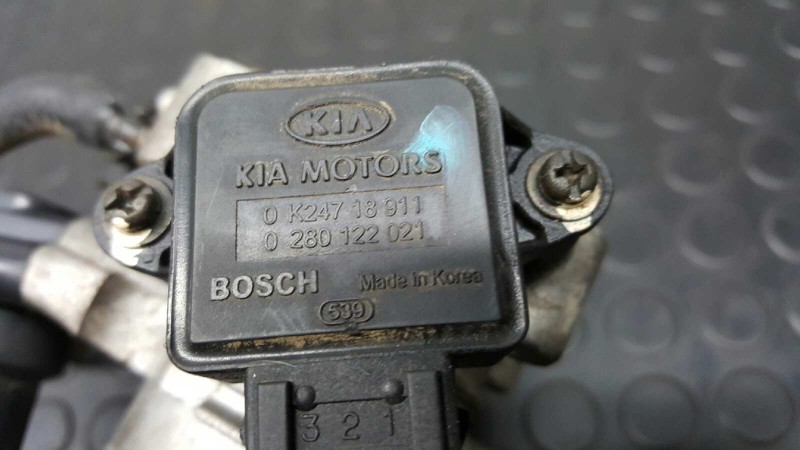 KIA
KIA MOTORS
0 K247 18 911
0 280 122 021
BOSCH Made in Korea
539
3 2 1